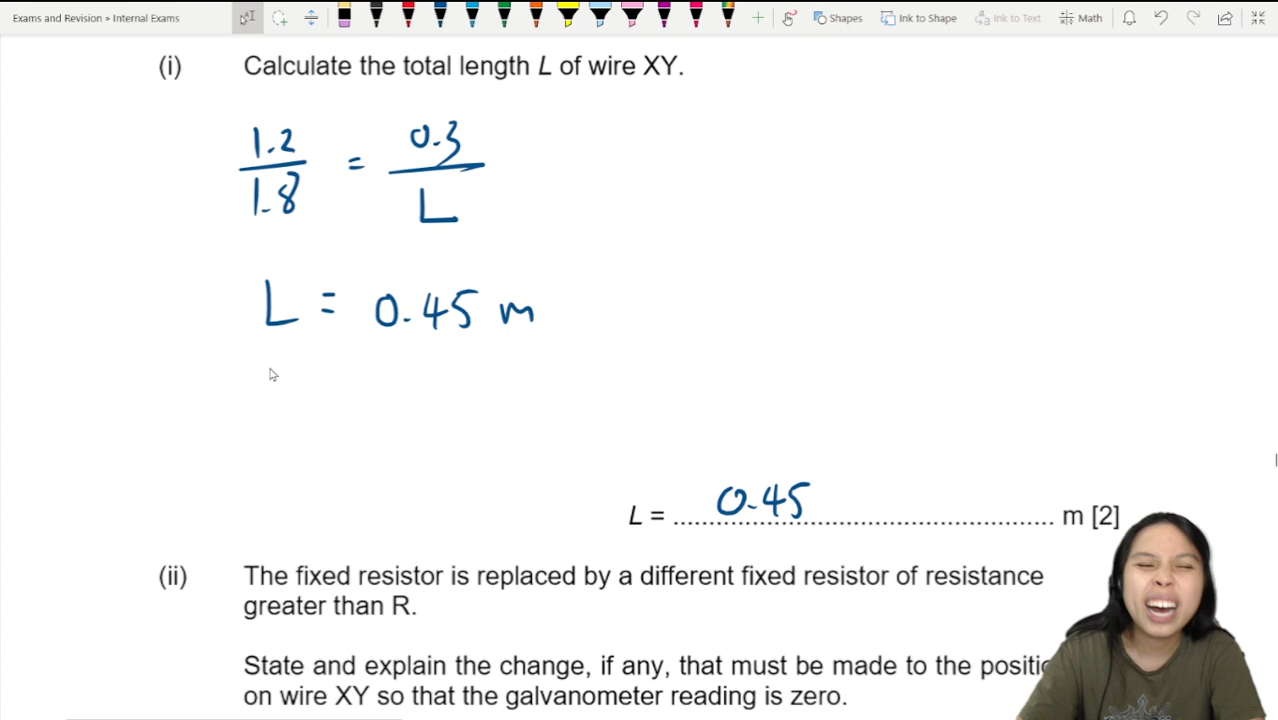 Exams and Revision » Internal Exams Shapes Ink to Shape Ink to Text Math
(i) Calculate the total length L of wire XY.
1.2 / 1.8 = 0.3 / L
L = 0.45 m
L = 0.45 m [2]
(ii) The fixed resistor is replaced by a different fixed resistor of resistance
greater than R.
State and explain the change, if any, that must be made to the
on wire XY so that the galvanometer reading is zero.